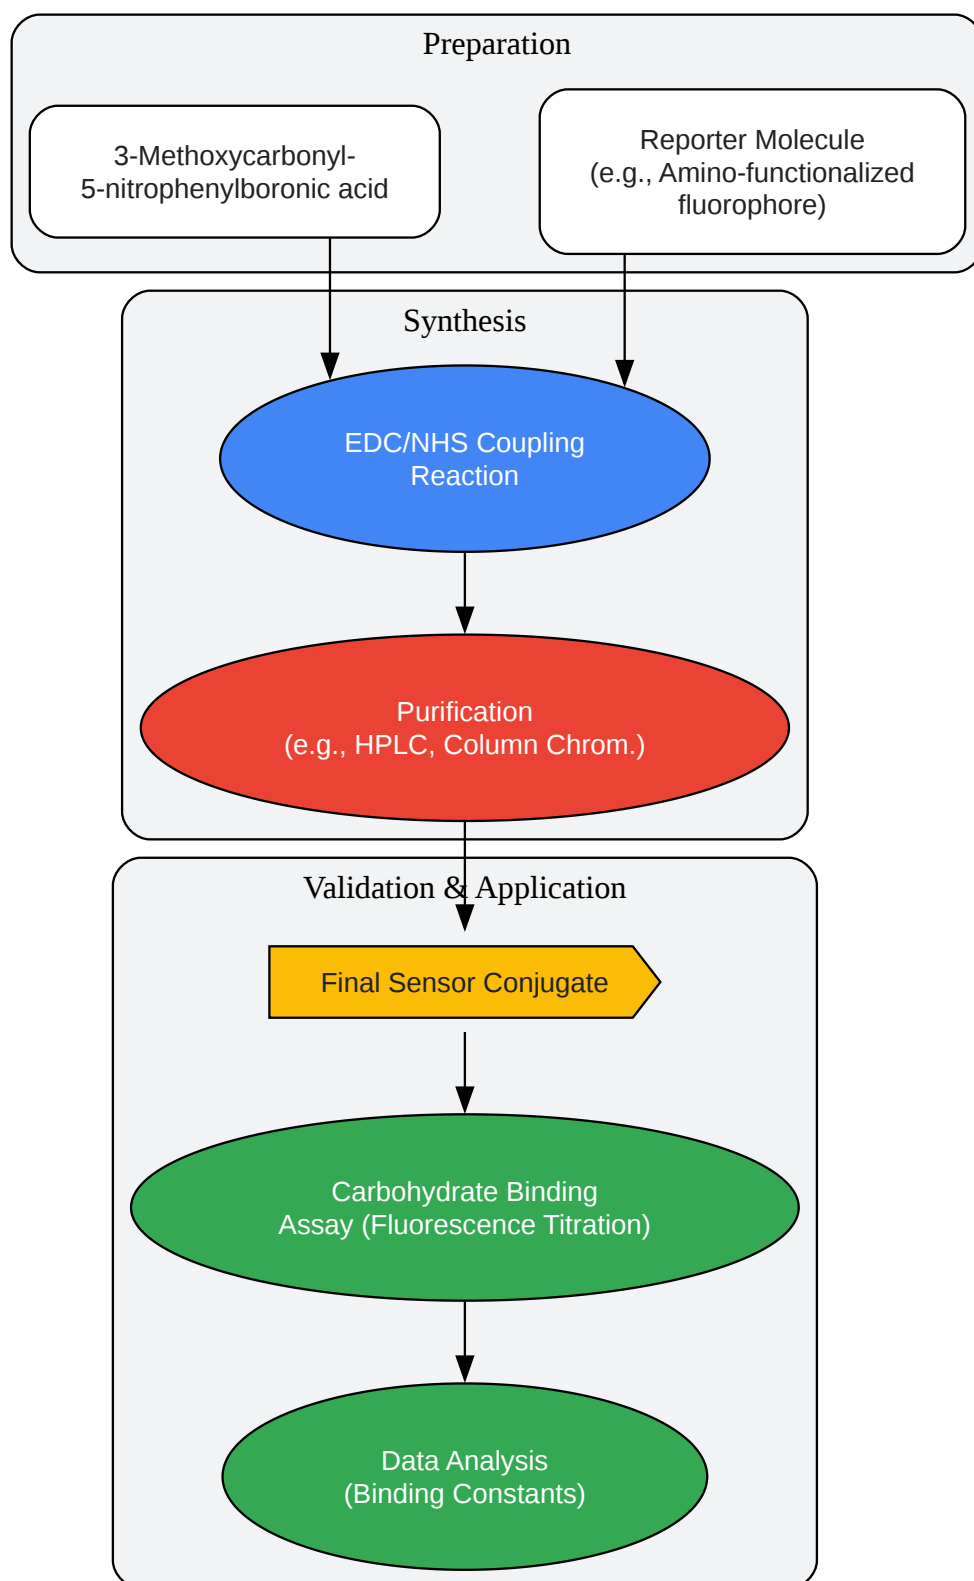 Preparation
3-Methoxycarbonyl-
5-nitrophenylboronic acid
Reporter Molecule
(e.g., Amino-functionalized
fluorophore)
Synthesis
EDC/NHS Coupling
Reaction
Purification
(e.g., HPLC, Column Chrom.)
Validation & Application
Final Sensor Conjugate
Carbohydrate Binding
Assay (Fluorescence Titration)
Data Analysis
(Binding Constants)